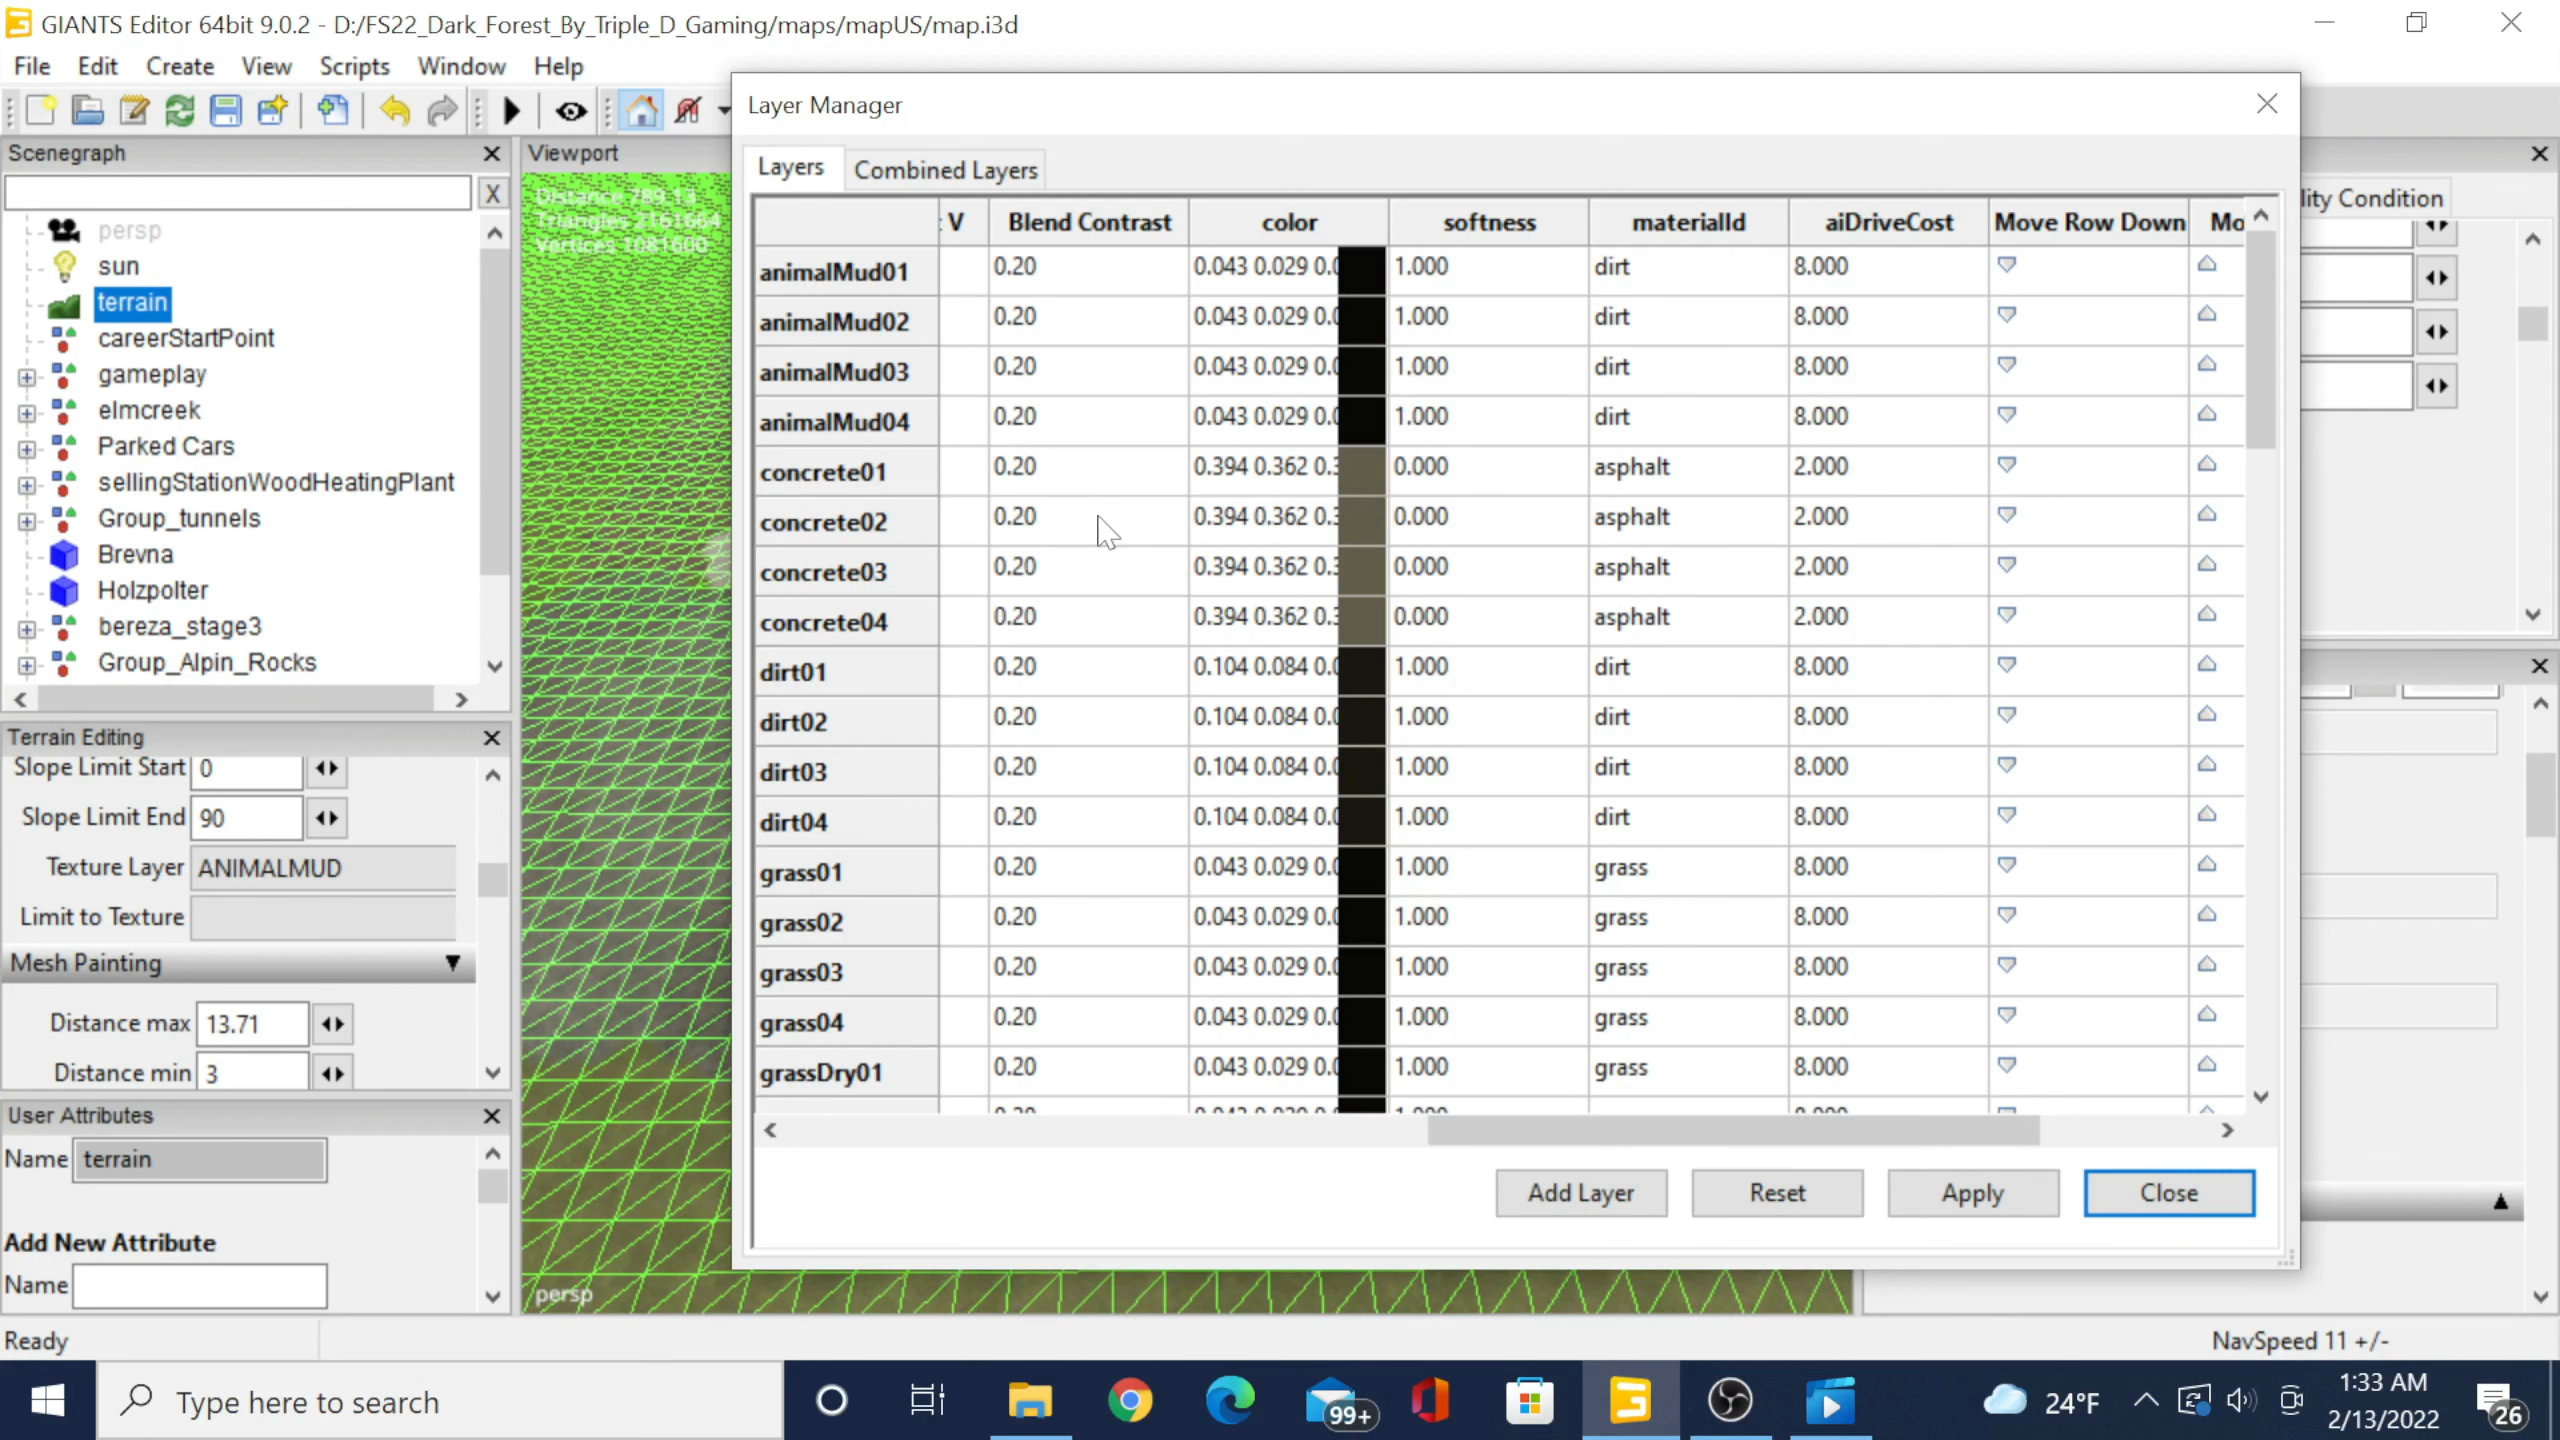 GIANTS Editor 64bit 9.0.2 - D:/FS22_Dark_Forest_By_Triple_D_Gaming/maps/mapUS/map.i3d
File Edit Create View Scripts Window Help
Scenegraph
X
persp
sun
terrain
careerStartPoint
gameplay
elmcreek
Parked Cars
sellingStationWoodHeatingPlant
Group_tunnels
Brevna
Holzpolter
bereza_stage3
Group_Alpin_Rocks
Terrain Editing
Slope Limit Start 0
Slope Limit End 90
Texture Layer ANIMALMUD
Limit to Texture
Mesh Painting
Distance max 13.71
Distance min 3
User Attributes
Name terrain
Add New Attribute
Name
Viewport
Distance 789.13
Triangles 2161664
Vertices 1081600
persp
Layer Manager
Layers Combined Layers
V Blend Contrast color softness materialId aiDriveCost Move Row Down Mo
animalMud01 0.20 0.043 0.029 0.0 1.000 dirt 8.000
animalMud02 0.20 0.043 0.029 0.0 1.000 dirt 8.000
animalMud03 0.20 0.043 0.029 0.0 1.000 dirt 8.000
animalMud04 0.20 0.043 0.029 0.0 1.000 dirt 8.000
concrete01 0.20 0.394 0.362 0.3 0.000 asphalt 2.000
concrete02 0.20 0.394 0.362 0.3 0.000 asphalt 2.000
concrete03 0.20 0.394 0.362 0.3 0.000 asphalt 2.000
concrete04 0.20 0.394 0.362 0.3 0.000 asphalt 2.000
dirt01 0.20 0.104 0.084 0.0 1.000 dirt 8.000
dirt02 0.20 0.104 0.084 0.0 1.000 dirt 8.000
dirt03 0.20 0.104 0.084 0.0 1.000 dirt 8.000
dirt04 0.20 0.104 0.084 0.0 1.000 dirt 8.000
grass01 0.20 0.043 0.029 0.0 1.000 grass 8.000
grass02 0.20 0.043 0.029 0.0 1.000 grass 8.000
grass03 0.20 0.043 0.029 0.0 1.000 grass 8.000
grass04 0.20 0.043 0.029 0.0 1.000 grass 8.000
grassDry01 0.20 0.043 0.029 0.0 1.000 grass 8.000
Add Layer Reset Apply Close
lity Condition
Ready
NavSpeed 11 +/-
Type here to search
99+
24°F
1:33 AM
2/13/2022
26